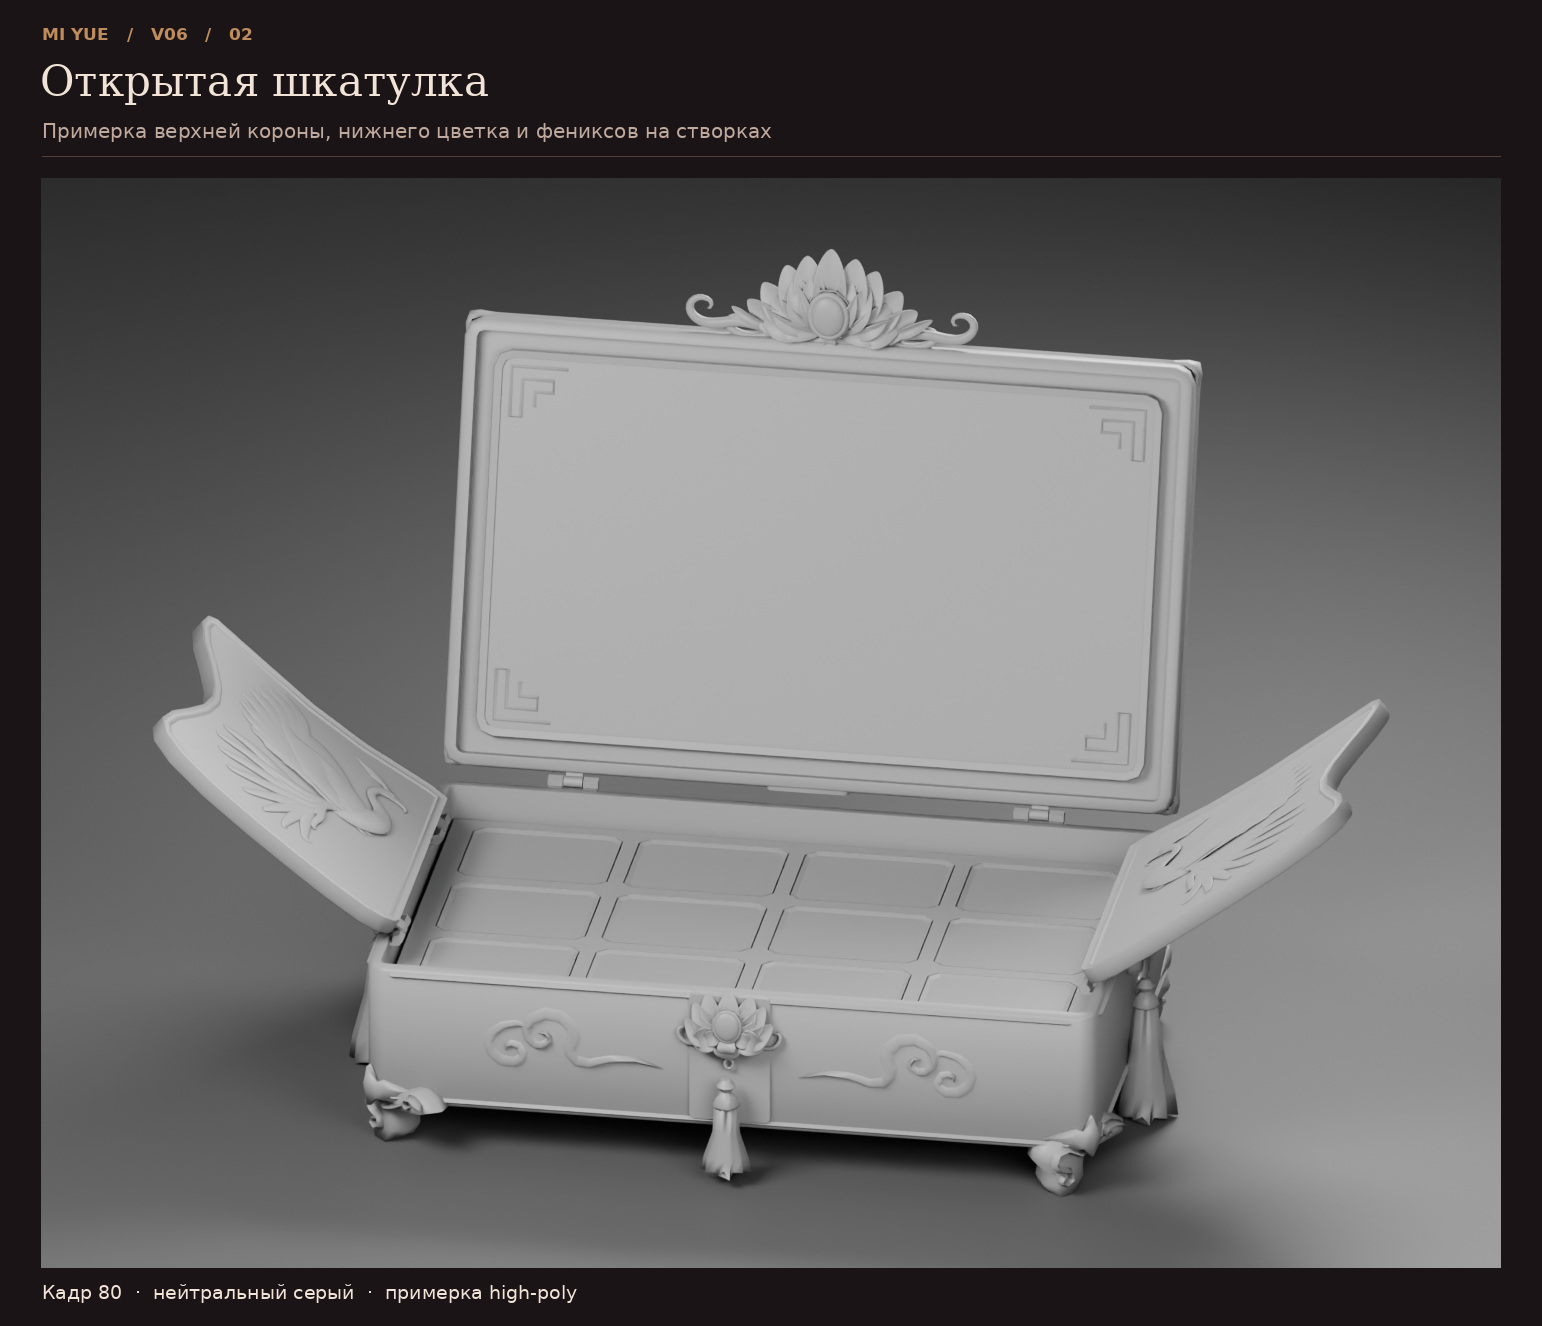 MI YUE / V06 / 02
Открытая шкатулка
Примерка верхней короны, нижнего цветка и фениксов на створках
Кадр 80 · нейтральный серый · примерка high-poly